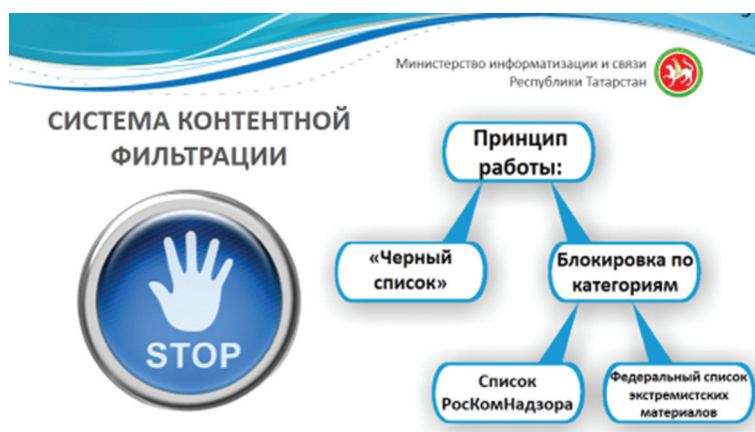 Министерство информатизации и связи
Республики Татарстан
СИСТЕМА КОНТЕНТНОЙ
ФИЛЬТРАЦИИ
STOP
Принцип
работы:
«Черный
список»
Блокировка по
категориям
Список
РосКомНадзора
Федеральный список
экстремистских
материалов